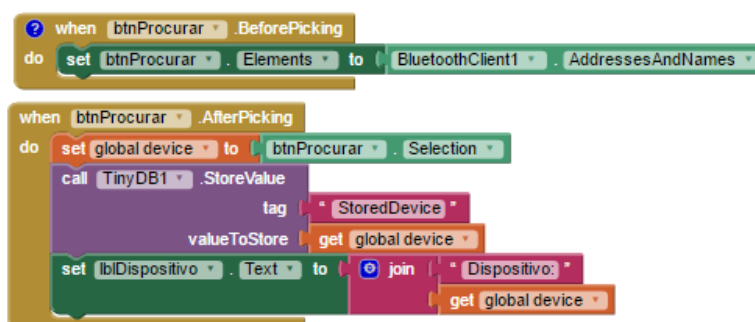 ? when btnProcurar .BeforePicking
do set btnProcurar . Elements to BluetoothClient1 . AddressesAndNames
when btnProcurar .AfterPicking
do set global device to btnProcurar . Selection
call TinyDB1 .StoreValue
tag " StoredDevice "
valueToStore get global device
set lblDispositivo . Text to join " Dispositivo: "
get global device